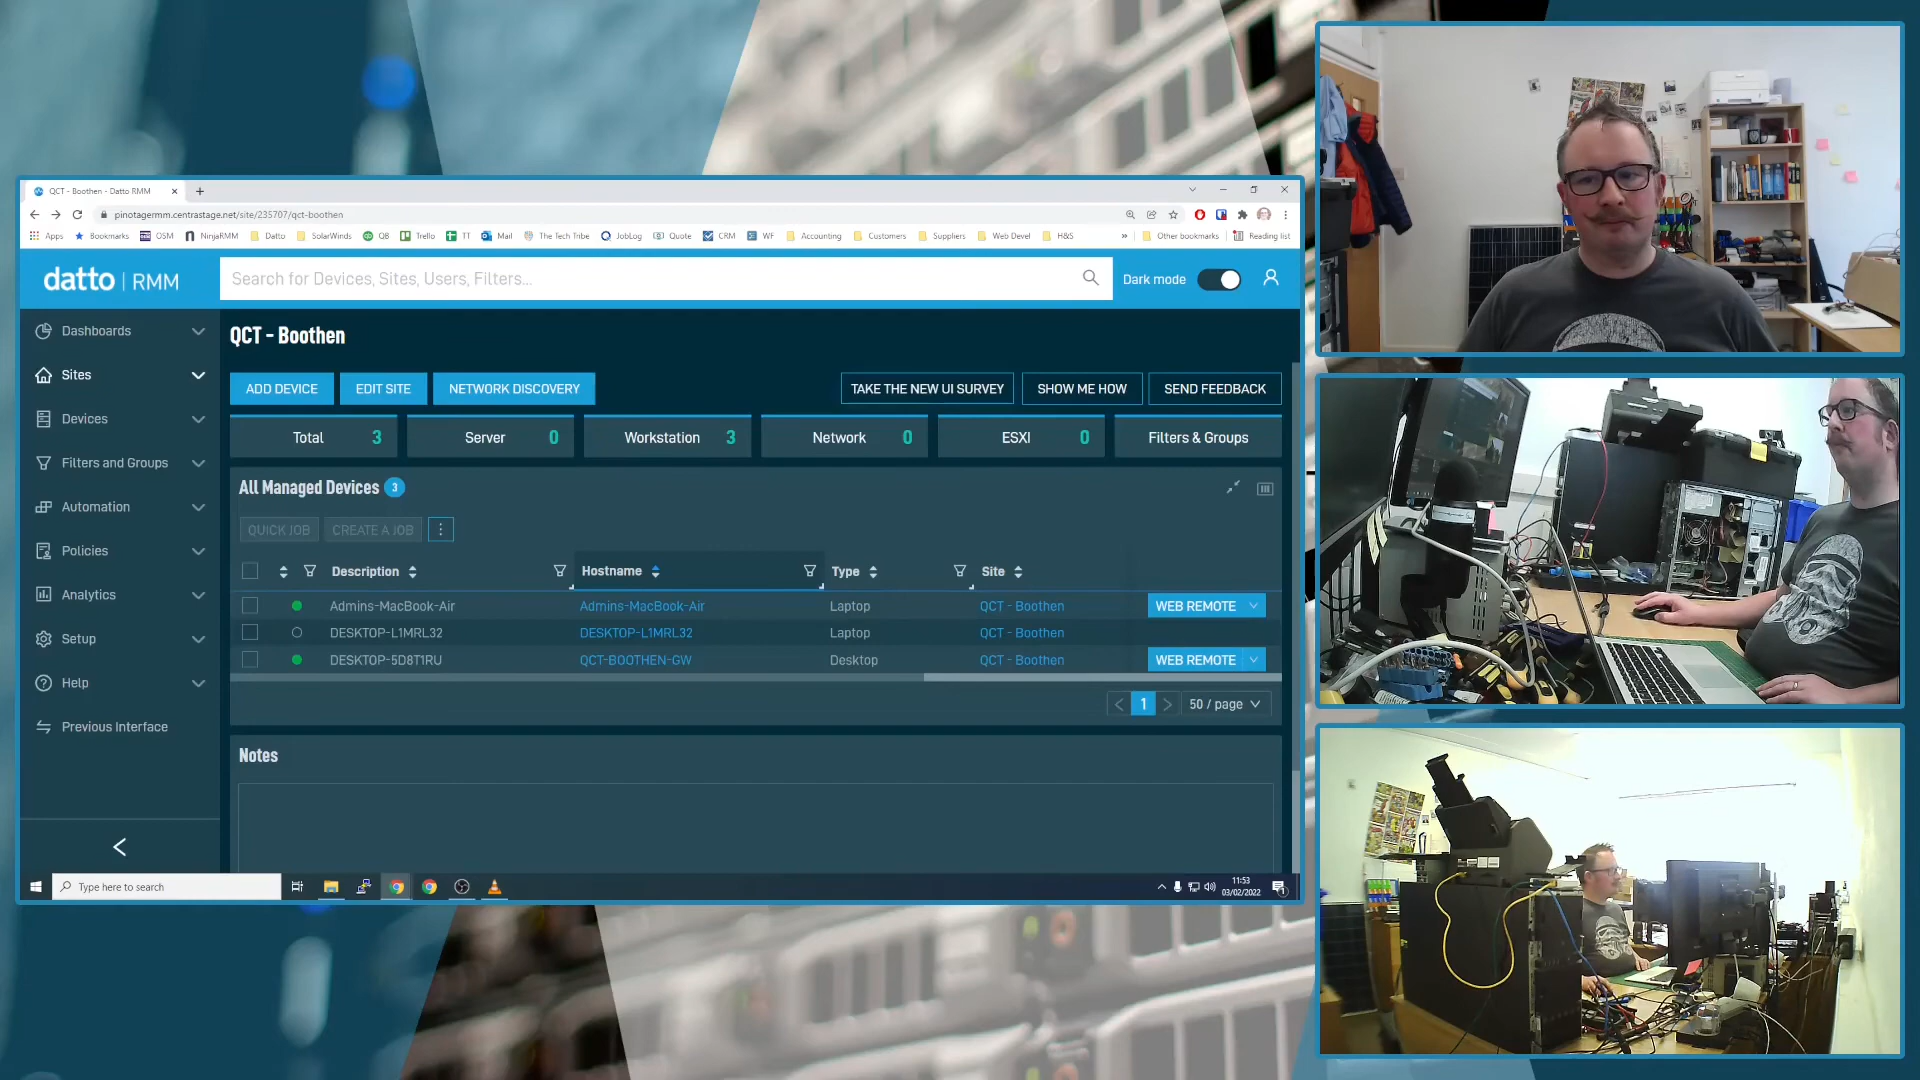 QCT - Boothen - Datto RMM
pinotagermm.centrastage.net/site/235707/qct-boothen
Apps Bookmarks OSM NinjaRMM Datto SolarWinds QB Trello TT Mail The Tech Tribe JobLog Quote CRM WF Accounting Customers Suppliers Web Devel H&S » Other bookmarks Reading list
datto | RMM Search for Devices, Sites, Users, Filters... Dark mode
Dashboards
Sites
Devices
Filters and Groups
Automation
Policies
Analytics
Setup
Help
Previous Interface
QCT - Boothen
ADD DEVICE EDIT SITE NETWORK DISCOVERY TAKE THE NEW UI SURVEY SHOW ME HOW SEND FEEDBACK
Total 3 Server 0 Workstation 3 Network 0 ESXI 0 Filters & Groups
All Managed Devices 3
QUICK JOB CREATE A JOB
Description Hostname Type Site
Admins-MacBook-Air Admins-MacBook-Air Laptop QCT - Boothen WEB REMOTE
DESKTOP-L1MRL32 DESKTOP-L1MRL32 Laptop QCT - Boothen
DESKTOP-5D8T1RU QCT-BOOTHEN-GW Desktop QCT - Boothen WEB REMOTE
< 1 > 50 / page
Notes
Type here to search
11:53
03/02/2022